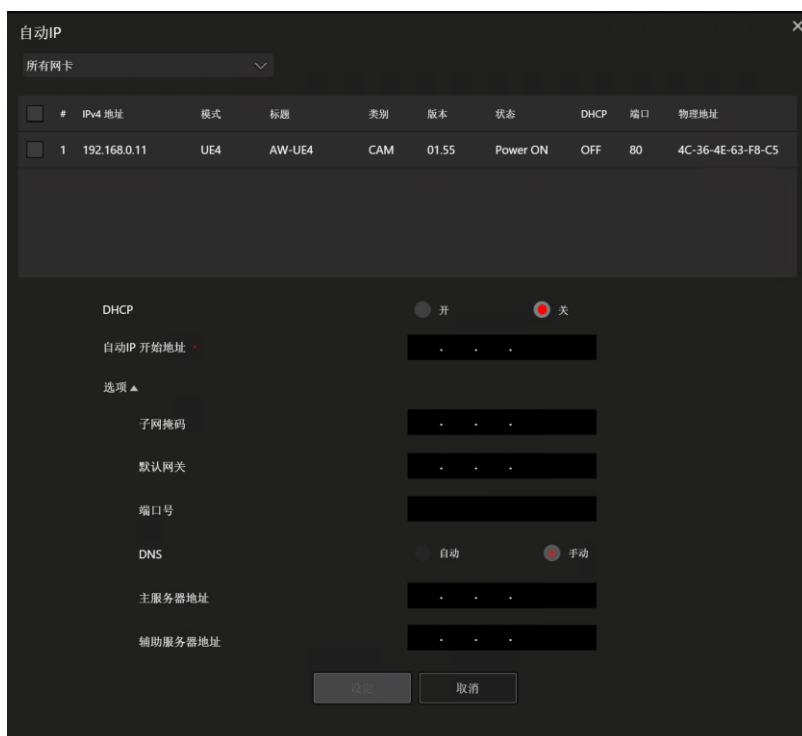 自动IP
所有网卡
# IPv4 地址 模式 标题 类别 版本 状态 DHCP 端口 物理地址
1 192.168.0.11 UE4 AW-UE4 CAM 01.55 Power ON OFF 80 4C-36-4E-63-F8-C5
DHCP 开 关
自动IP 开始地址 * . . .
选项
子网掩码 . . .
默认网关 . . .
端口号
DNS 自动 手动
主服务器地址 . . .
辅助服务器地址 . . .
设定 取消